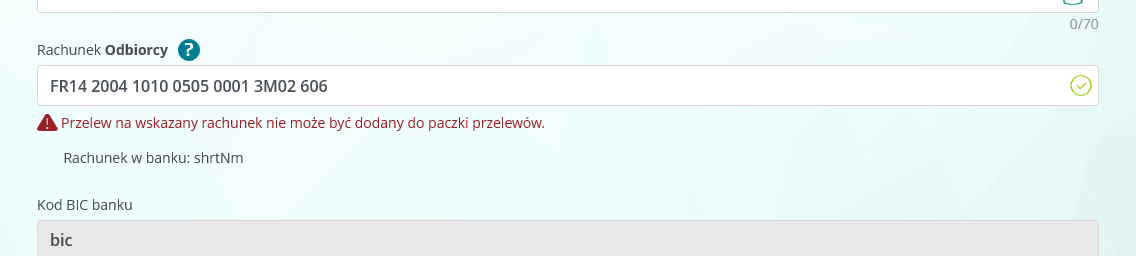 0/70
Rachunek Odbiorcy ?
FR14 2004 1010 0505 0001 3M02 606
Przelew na wskazany rachunek nie może być dodany do paczki przelewów.
Rachunek w banku: shrtNm
Kod BIC banku
bic